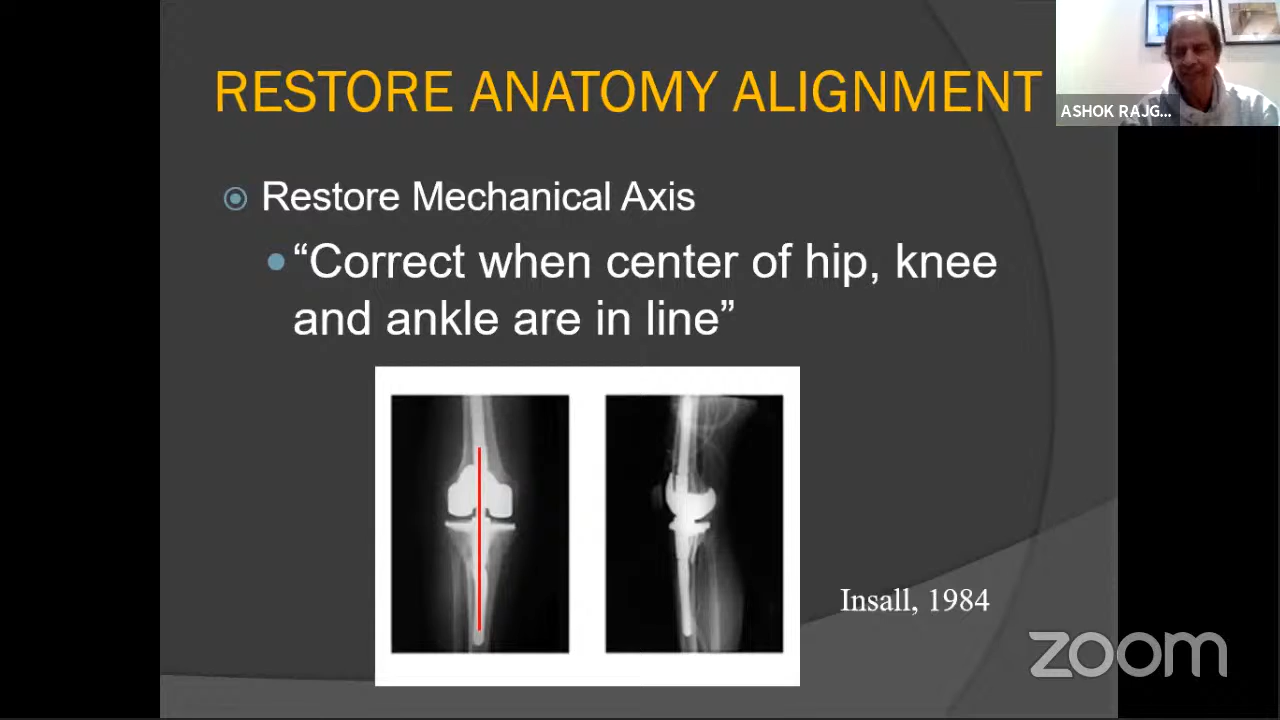 RESTORE ANATOMY ALIGNMENT
ASHOK RAJG...
Restore Mechanical Axis
“Correct when center of hip, knee
and ankle are in line”
Insall, 1984
zoom